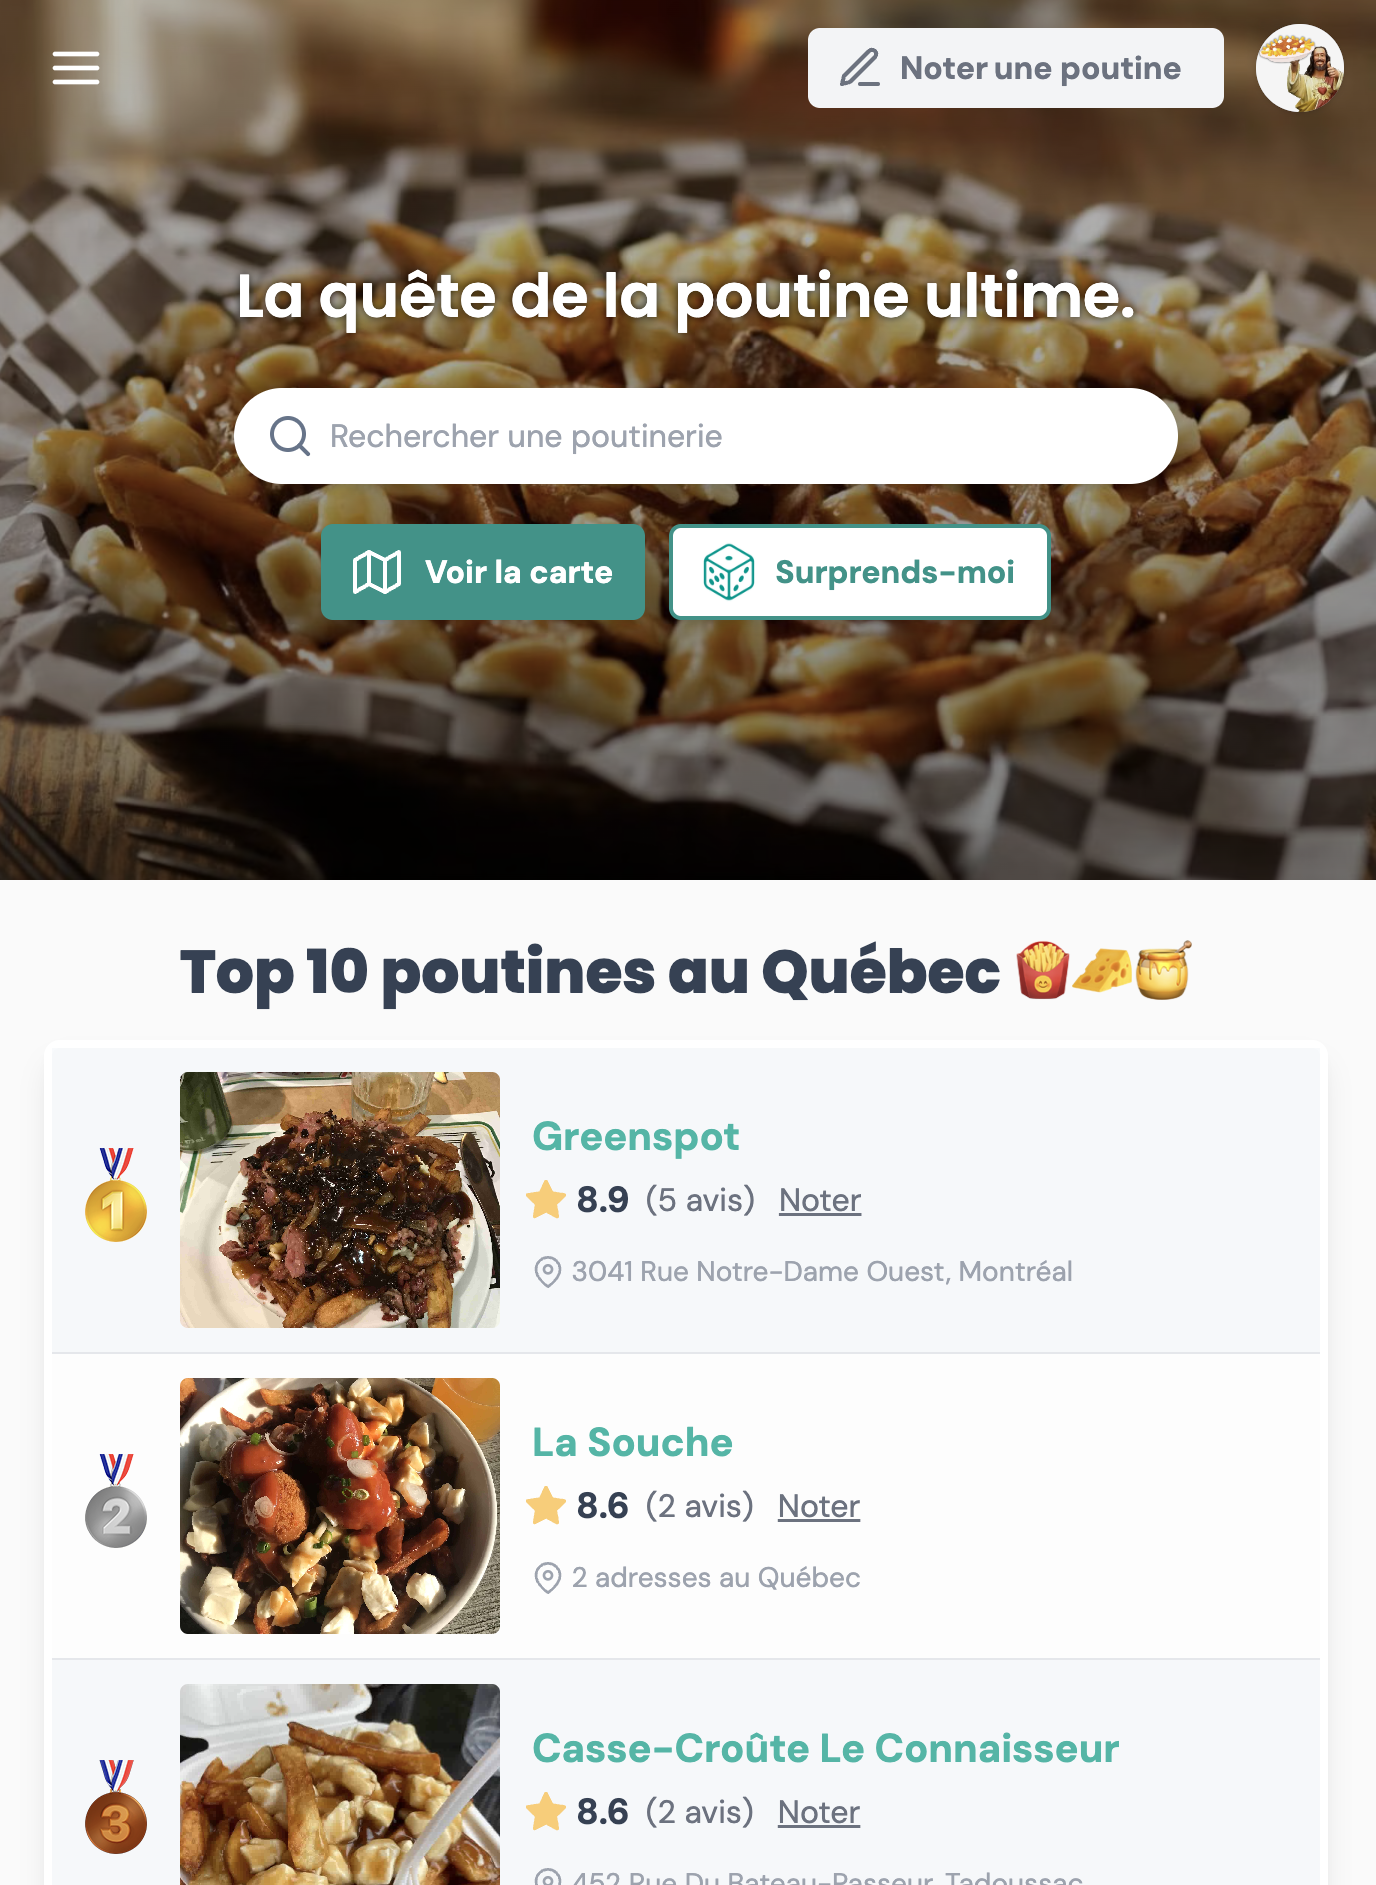 Noter une poutine
La quête de la poutine ultime.
Rechercher une poutinerie
Voir la carte
Surprends-moi
Top 10 poutines au Québec
1
Greenspot
8.9 (5 avis) Noter
3041 Rue Notre-Dame Ouest, Montréal
2
La Souche
8.6 (2 avis) Noter
2 adresses au Québec
3
Casse-Croûte Le Connaisseur
8.6 (2 avis) Noter
452 Rue Du Bateau-Passeur, Tadoussac